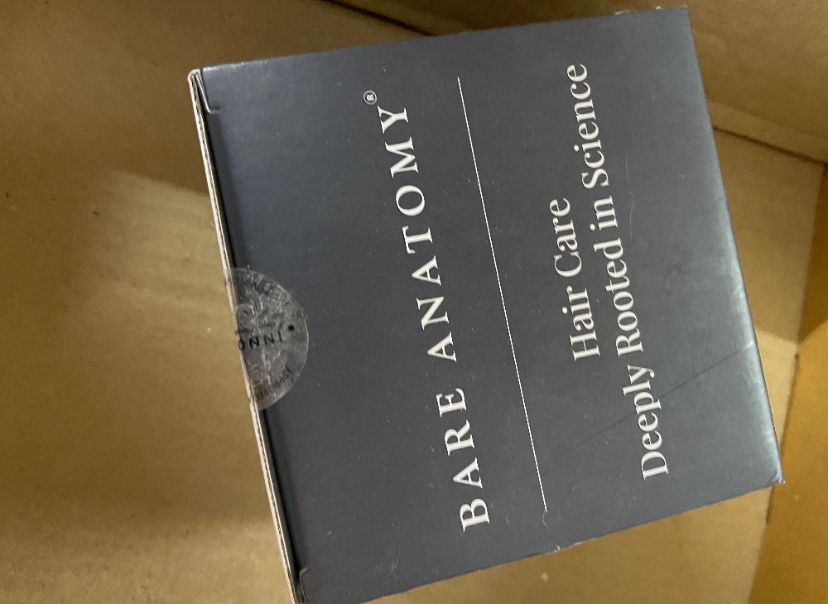 BARE ANATOMY®
Hair Care
Deeply Rooted in Science